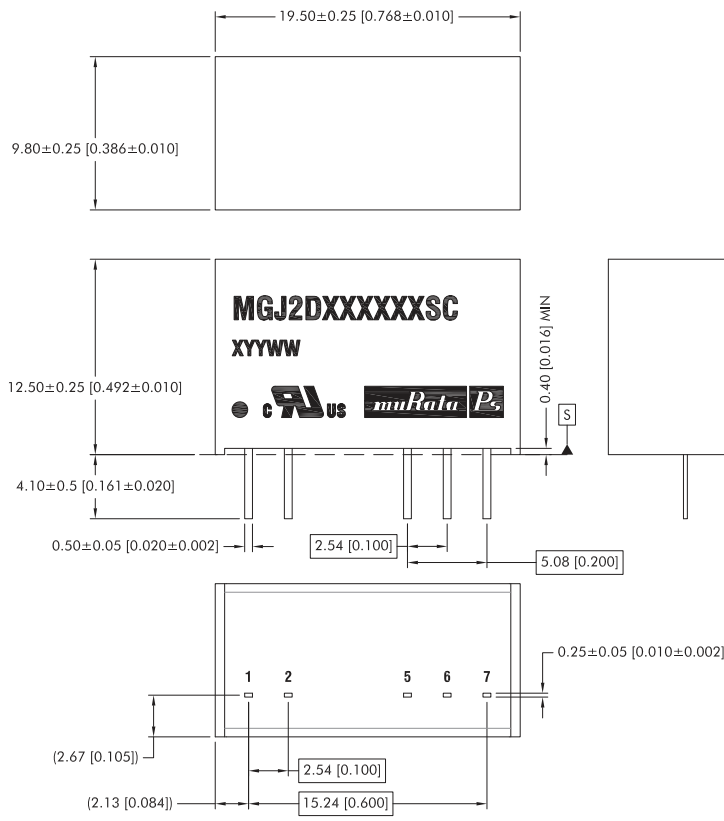 19.50±0.25 [0.768±0.010]
9.80±0.25 [0.386±0.010]
MGJ2DXXXXXXSC
XYYWW
C US
muRata Ps
12.50±0.25 [0.492±0.010]
0.40 [0.016] MIN
S
4.10±0.5 [0.161±0.020]
0.50±0.05 [0.020±0.002]
2.54 [0.100]
5.08 [0.200]
1 2 5 6 7
0.25±0.05 [0.010±0.002]
(2.67 [0.105])
2.54 [0.100]
(2.13 [0.084])
15.24 [0.600]